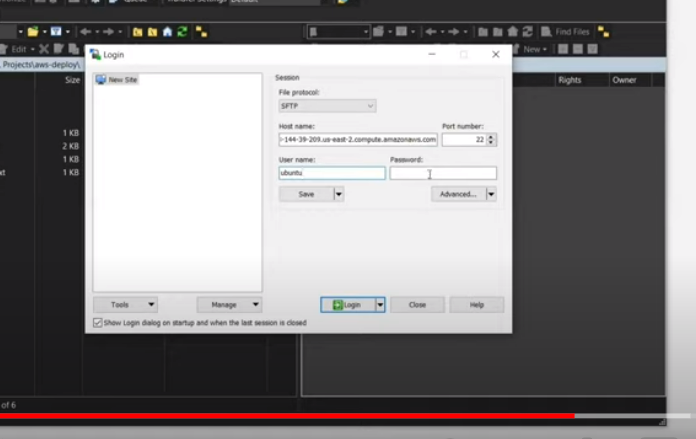 Queue
Find Files
Edit
New
Projects\aws-deploy\
Size
Rights
Owner
1 KB
2 KB
1 KB
1 KB
Login
New Site
Session
File protocol:
SFTP
Host name:
Port number:
-144-39-209.us-east-2.compute.amazonaws.com
22
User name:
Password:
ubuntu
Save
Advanced...
Tools
Manage
Login
Close
Help
Show Login dialog on startup and when the last session is closed
of 6